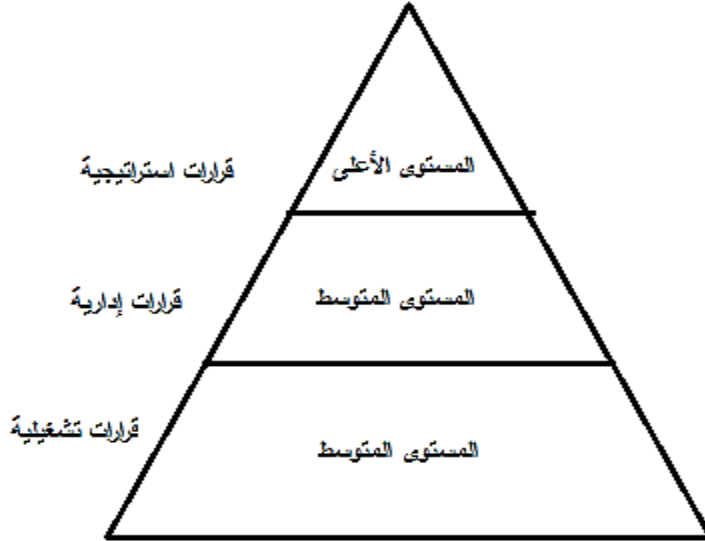 قرارات استراتيجية
المستوى الأعلى
قرارات إدارية
المستوى المتوسط
قرارات تشغيلية
المستوى المتوسط